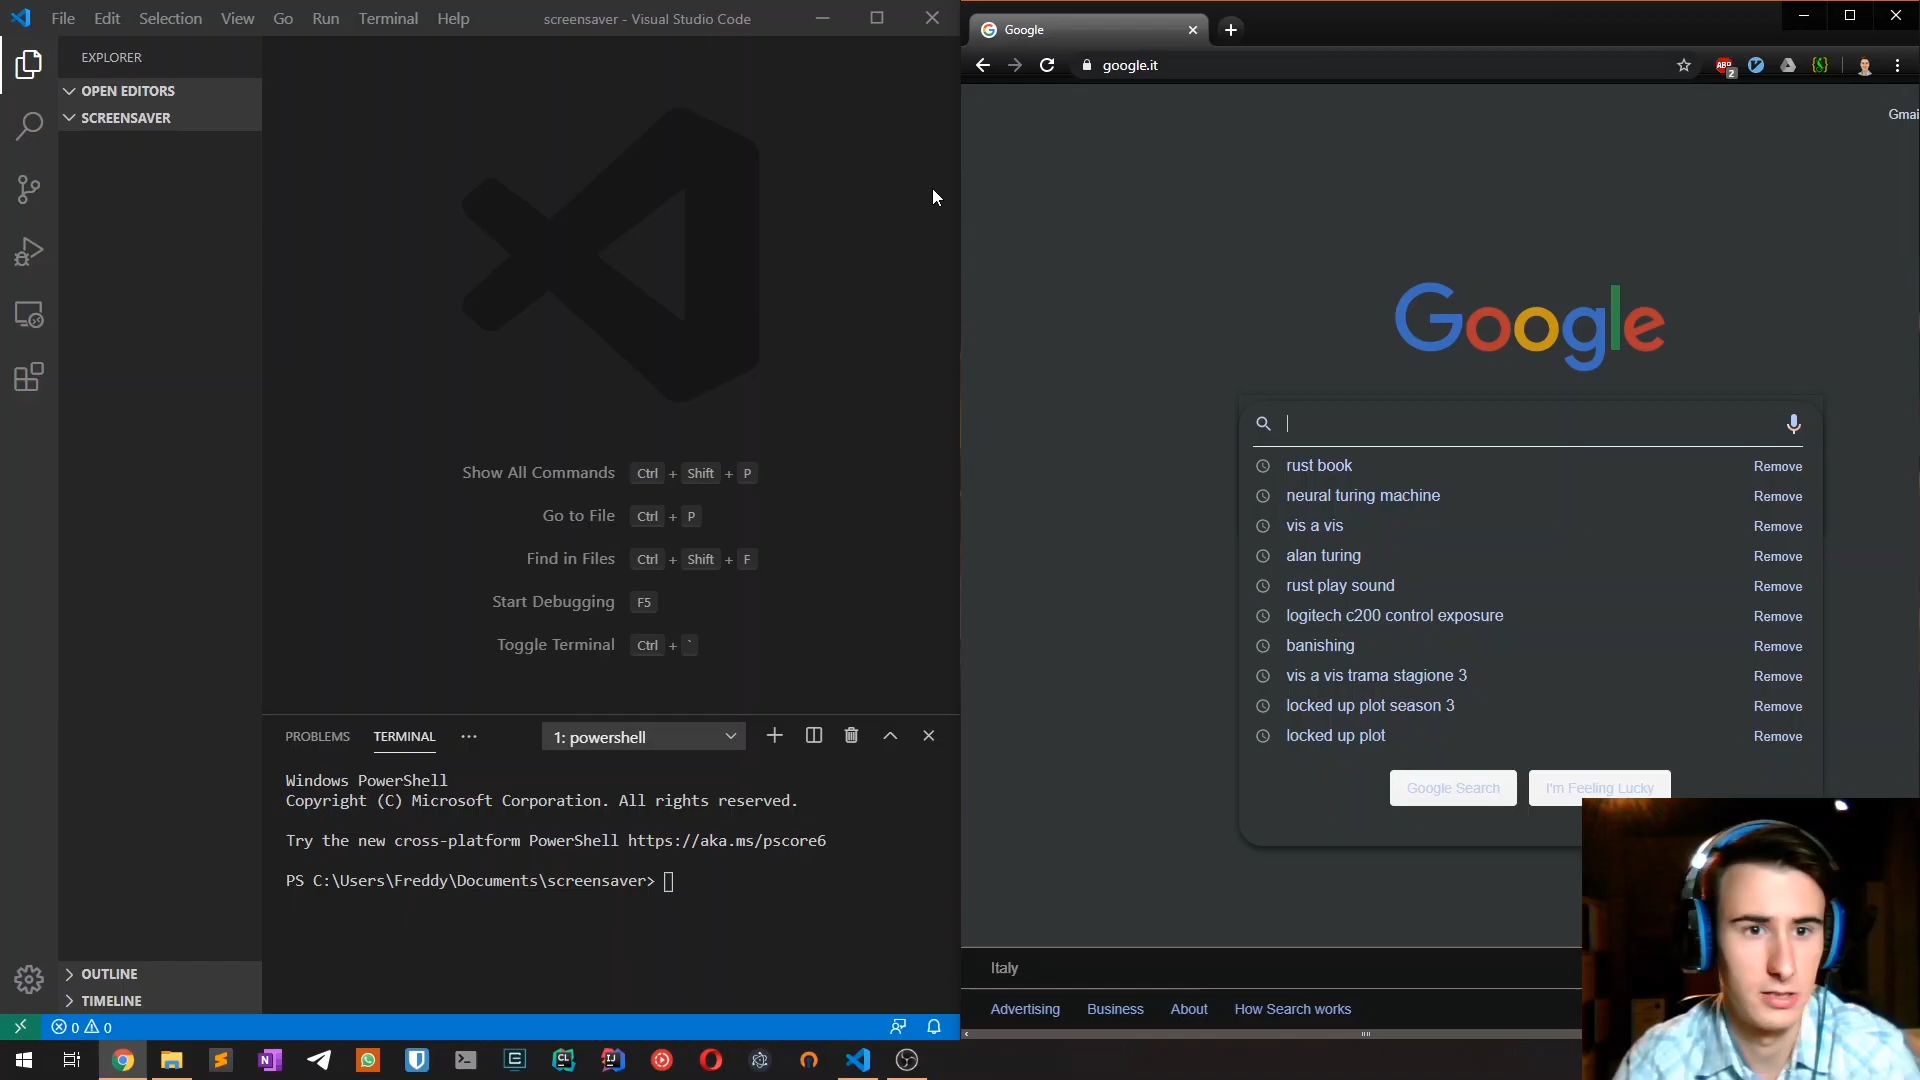 File Edit Selection View Go Run Terminal Help screensaver - Visual Studio Code
EXPLORER
OPEN EDITORS
SCREENSAVER
Show All Commands Ctrl + Shift + P
Go to File Ctrl + P
Find in Files Ctrl + Shift + F
Start Debugging F5
Toggle Terminal Ctrl + `
PROBLEMS TERMINAL ··· 1: powershell
Windows PowerShell
Copyright (C) Microsoft Corporation. All rights reserved.
Try the new cross-platform PowerShell https://aka.ms/pscore6
PS C:\Users\Freddy\Documents\screensaver>
OUTLINE
TIMELINE
0 0
Google
google.it
ABP
2
Gmai
Google
rust book Remove
neural turing machine Remove
vis a vis Remove
alan turing Remove
rust play sound Remove
logitech c200 control exposure Remove
banishing Remove
vis a vis trama stagione 3 Remove
locked up plot season 3 Remove
locked up plot Remove
Google Search I'm Feeling Lucky
Italy
Advertising Business About How Search works